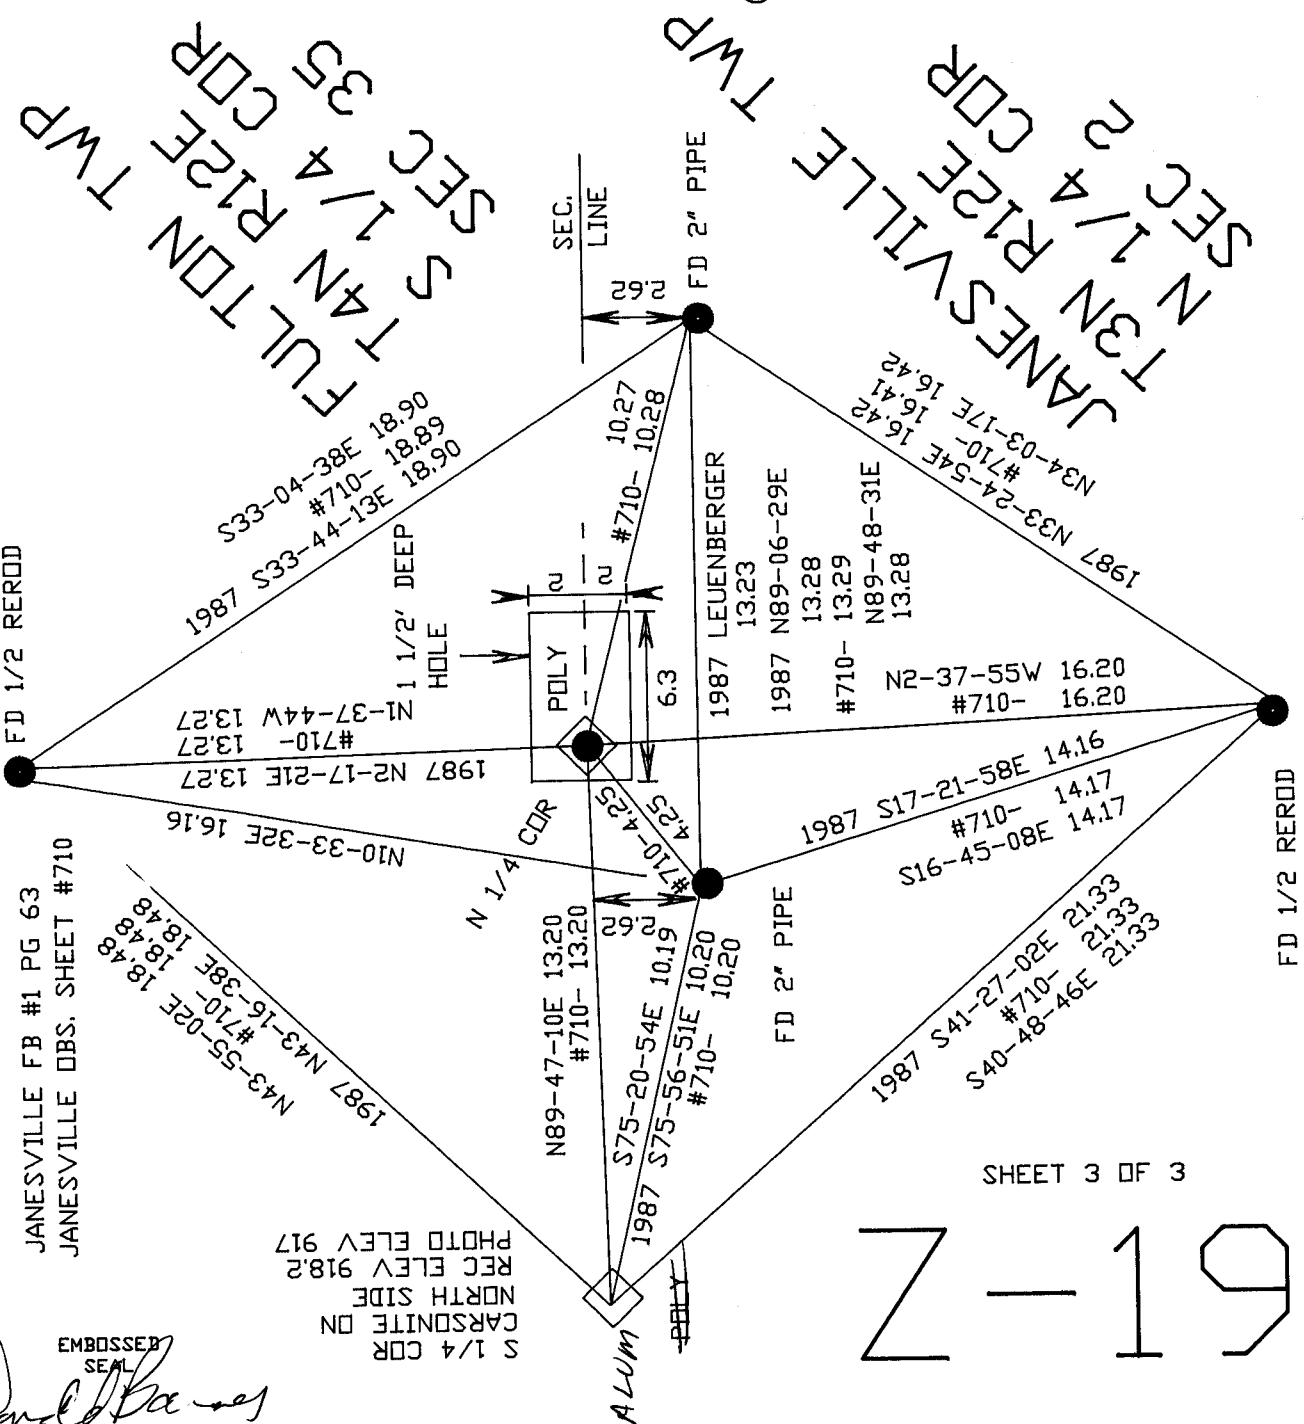 FULTON TWP
T4N R12E
S 1/4 COR
SEC 35
JANESVILLE TWP
T3N R12E
N 1/4 COR
SEC 2
SEC.
LINE
2.62
FD 2" PIPE
FD 1/2 REROD
S33-04-38E 18.90
#710- 18.89
1987 S33-44-13E 18.90
10.27
#710- 10.28
N34-03-17E 16.42
#710- 16.41
1987 N33-24-54E 16.42
1 1/2' DEEP
HOLE
POLY
2
2
6.3
1987 LEUENBERGER
13.23
1987 N89-06-29E
13.28
#710- 13.29
N89-48-31E
13.28
N1-37-44W 13.27
#710- 13.27
1987 N2-17-21E 13.27
N2-37-55W 16.20
#710- 16.20
N10-33-32E 16.16
N 1/4 COR
#710-4.25
4.25
1987 S17-21-58E 14.16
#710- 14.17
S16-45-08E 14.17
FD 2" PIPE
FD 1/2 REROD
2.62
N89-47-10E 13.20
#710- 13.20
S75-20-54E 10.19
1987 S75-56-51E 10.20
#710- 10.20
N43-55-02E 18.48
#710- 18.48
1987 N43-16-38E 18.48
1987 S41-27-02E 21.33
#710- 21.33
S40-48-46E 21.33
JANESVILLE FB #1 PG 63
JANESVILLE OBS. SHEET #710
S 1/4 COR
CARSONITE ON
NORTH SIDE
REC ELEV 918.2
PHOTO ELEV 917
ALUM
POLY
SHEET 3 OF 3
Z-19
EMBOSSED
SEAL